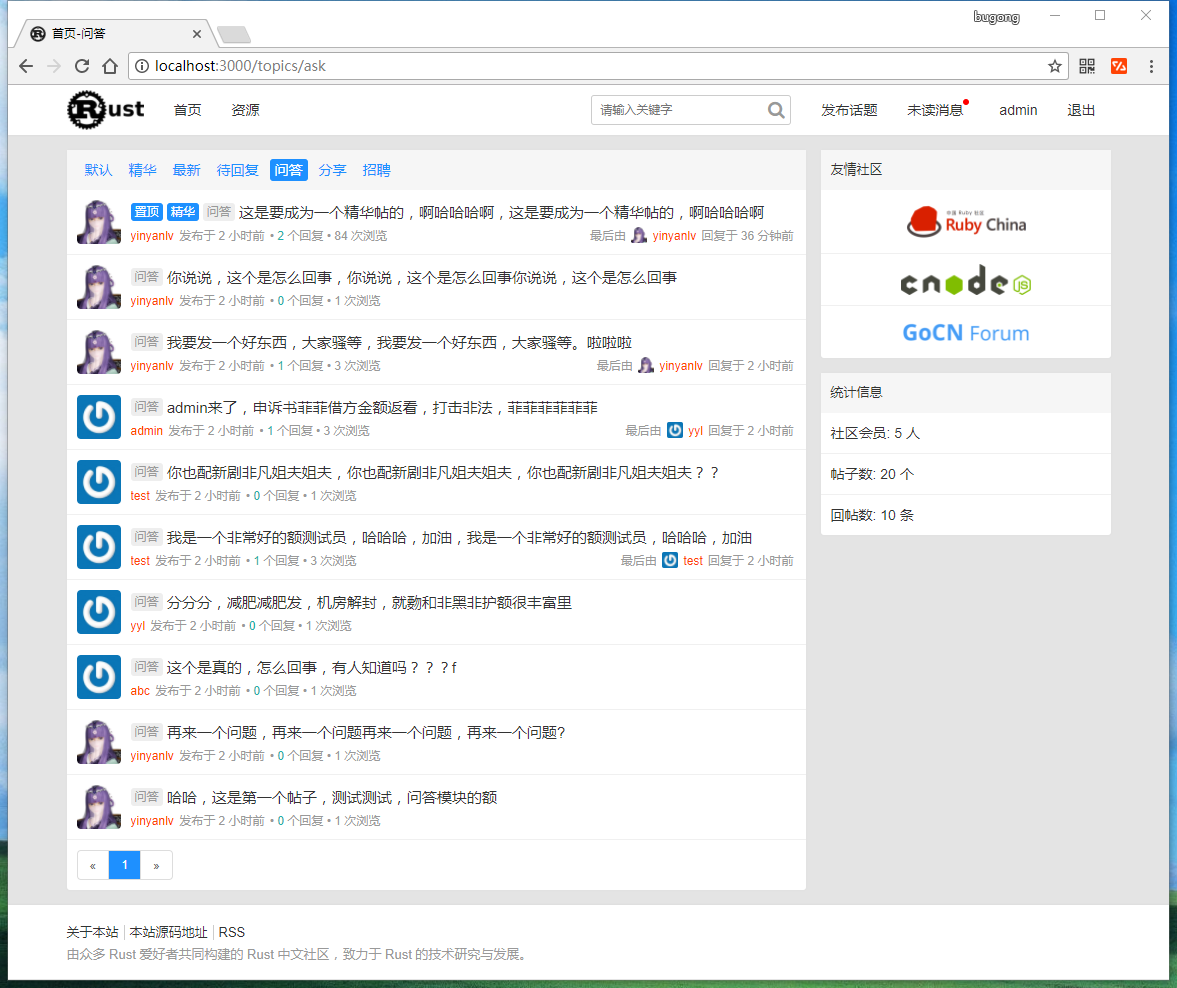 bugong
首页-问答
localhost:3000/topics/ask
Rust 首页 资源 请输入关键字 发布话题 未读消息 admin 退出
默认 精华 最新 待回复 问答 分享 招聘
置顶 精华 问答 这是要成为一个精华帖的，啊哈哈哈啊，这是要成为一个精华帖的，啊哈哈哈啊
yinyanlv 发布于 2 小时前 • 2 个回复 • 84 次浏览 最后由 yinyanlv 回复于 36 分钟前
问答 你说说，这个是怎么回事，你说说，这个是怎么回事你说说，这个是怎么回事
yinyanlv 发布于 2 小时前 • 0 个回复 • 1 次浏览
问答 我要发一个好东西，大家骚等，我要发一个好东西，大家骚等。啦啦啦
yinyanlv 发布于 2 小时前 • 1 个回复 • 3 次浏览 最后由 yinyanlv 回复于 2 小时前
问答 admin来了，申诉书菲菲借方金额返看，打击非法，菲菲菲菲菲菲
admin 发布于 2 小时前 • 1 个回复 • 3 次浏览 最后由 yyl 回复于 2 小时前
问答 你也配新剧非凡姐夫姐夫，你也配新剧非凡姐夫姐夫，你也配新剧非凡姐夫姐夫？？
test 发布于 2 小时前 • 0 个回复 • 1 次浏览
问答 我是一个非常好的额测试员，哈哈哈，加油，我是一个非常好的额测试员，哈哈哈，加油
test 发布于 2 小时前 • 1 个回复 • 3 次浏览 最后由 test 回复于 2 小时前
问答 分分分，减肥减肥发，机房解封，就覅和非黑非护额很丰富里
yyl 发布于 2 小时前 • 0 个回复 • 1 次浏览
问答 这个是真的，怎么回事，有人知道吗？？？f
abc 发布于 2 小时前 • 0 个回复 • 1 次浏览
问答 再来一个问题，再来一个问题再来一个问题，再来一个问题?
yinyanlv 发布于 2 小时前 • 0 个回复 • 1 次浏览
问答 哈哈，这是第一个帖子，测试测试，问答模块的额
yinyanlv 发布于 2 小时前 • 0 个回复 • 1 次浏览
« 1 »
友情社区
中国 Ruby 社区
Ruby China
cnode js
GoCN Forum
统计信息
社区会员: 5 人
帖子数: 20 个
回帖数: 10 条
关于本站 | 本站源码地址 | RSS
由众多 Rust 爱好者共同构建的 Rust 中文社区，致力于 Rust 的技术研究与发展。